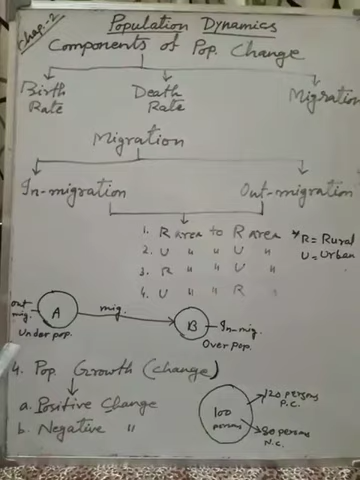 Chap:-2
Population Dynamics
Components of Pop. Change
Birth Rate
Death Rate
Migration
Migration
In-migration
Out-migration
1. R area to R area
2. U " " U "
3. R " " U "
4. U " " R "
* R = Rural
U = Urban
out mig.
A
mig.
B
In-mig.
Under pop.
Over pop.
4. Pop. Growth (change)
a. Positive Change
b. Negative "
100 persons
120 persons P.C.
80 persons N.C.